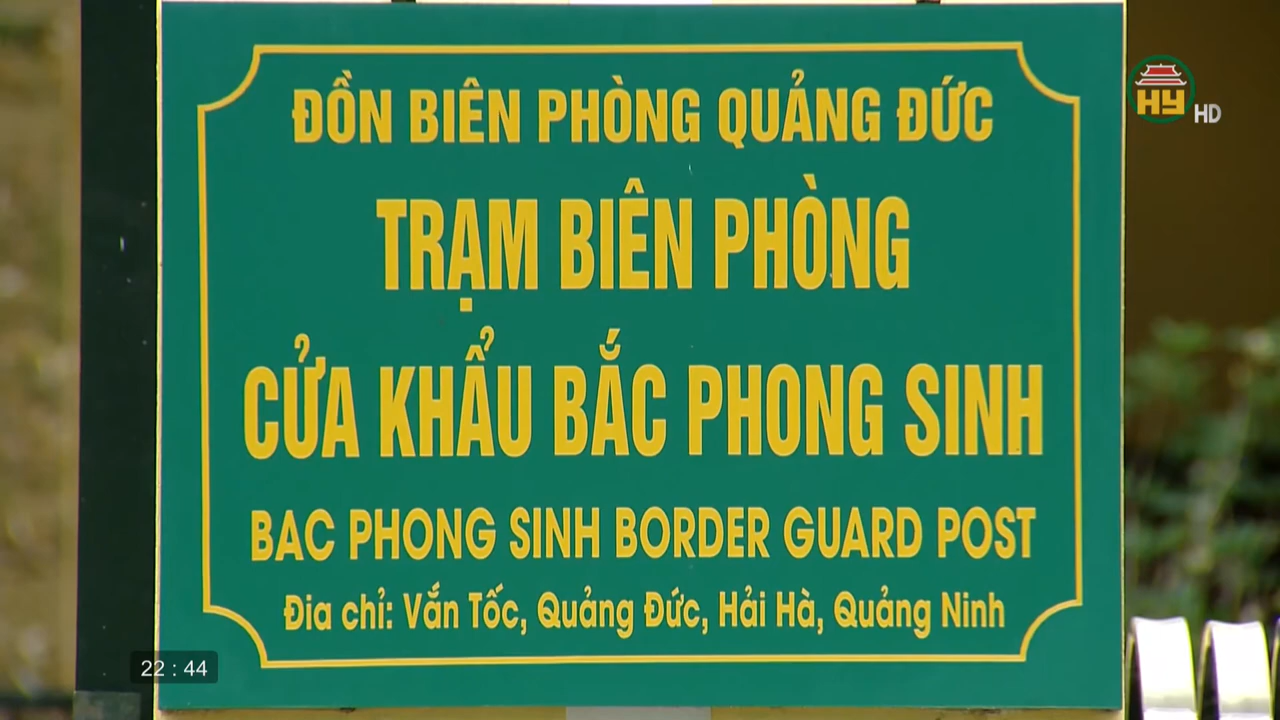 ĐỒN BIÊN PHÒNG QUẢNG ĐỨC
HY HD
TRẠM BIÊN PHÒNG
CỬA KHẨU BẮC PHONG SINH
BAC PHONG SINH BORDER GUARD POST
Đia chỉ: Vắn Tốc, Quảng Đức, Hải Hà, Quảng Ninh
22 : 44